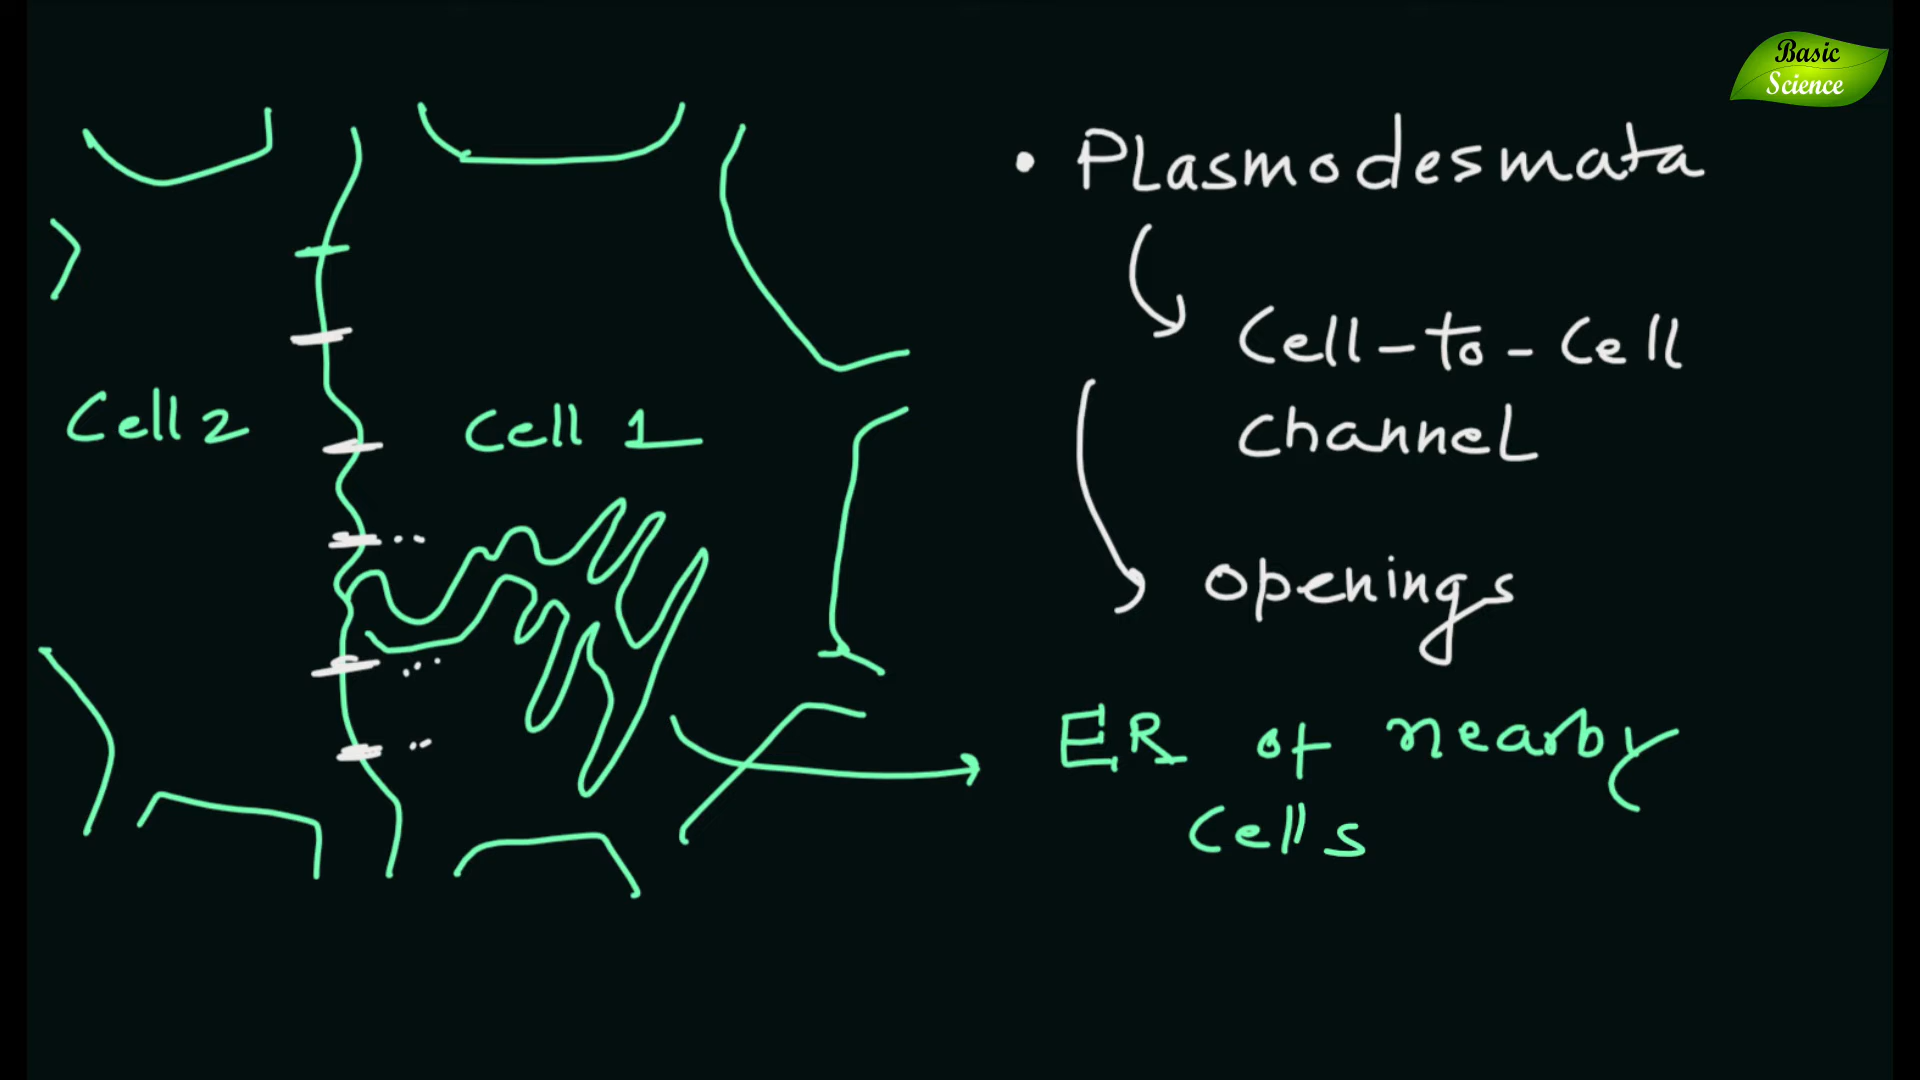 Basic
Science
• Plasmodesmata
Cell-to-Cell
channel
openings
Cell 2
Cell 1
ER of nearby
cells